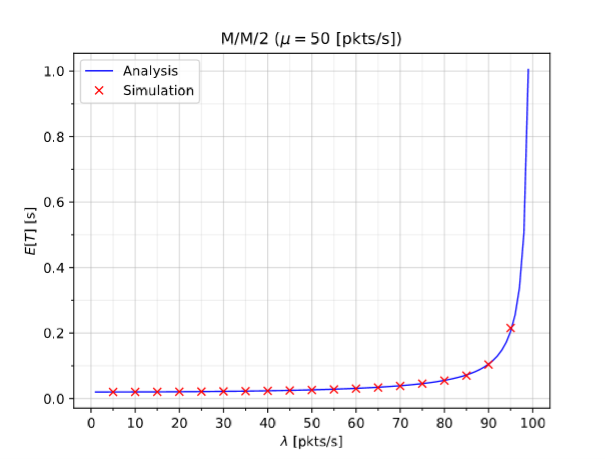 M/M/2 (μ = 50 [pkts/s])
Analysis
Simulation
1.0
0.8
0.6
0.4
0.2
0.0
E[T] [s]
0 10 20 30 40 50 60 70 80 90 100
λ [pkts/s]